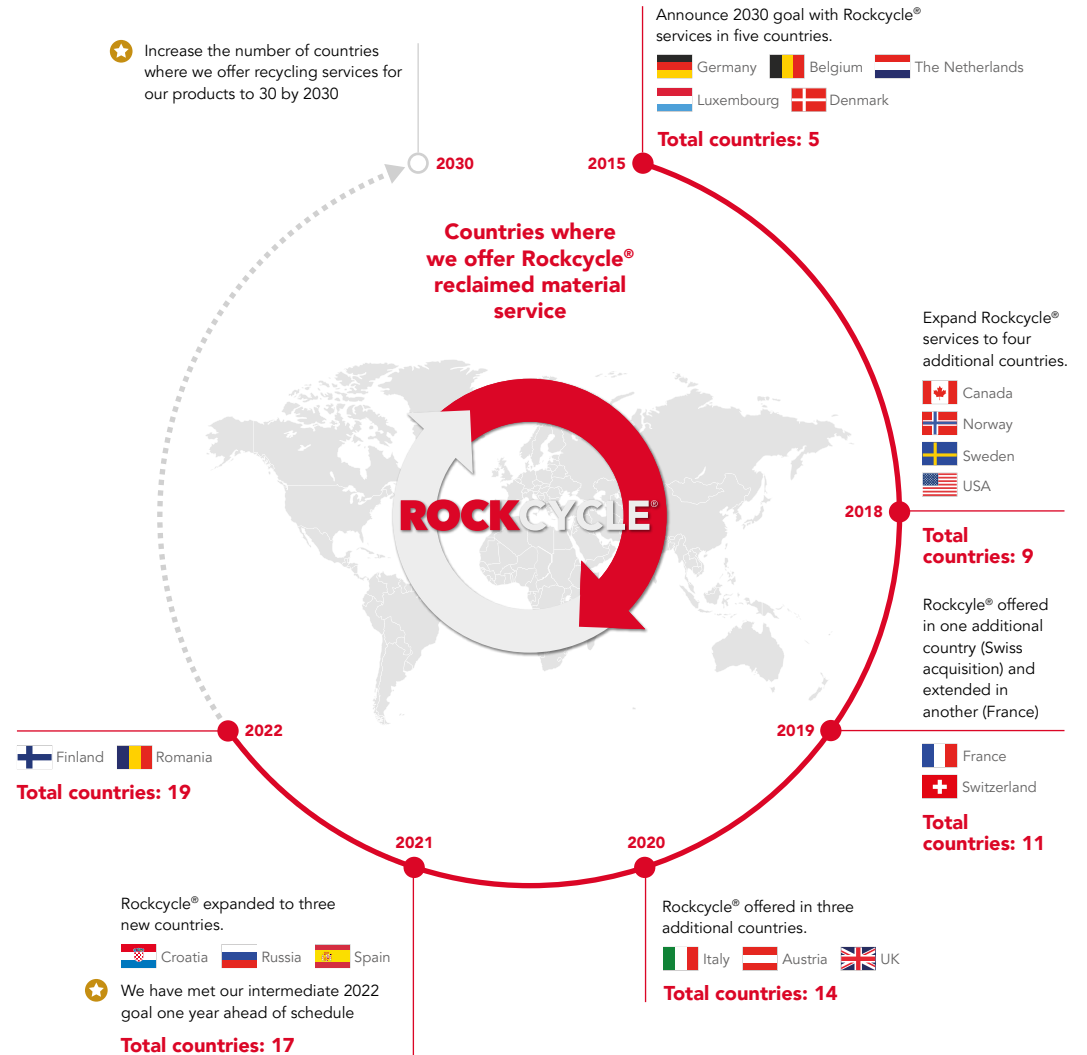 Increase the number of countries
where we offer recycling services for
our products to 30 by 2030
2030
Announce 2030 goal with Rockcycle®
services in five countries.
Germany Belgium The Netherlands
Luxembourg Denmark
Total countries: 5
2015
Countries where
we offer Rockcycle®
reclaimed material
service
ROCKCYCLE®
Expand Rockcycle®
services to four
additional countries.
Canada
Norway
Sweden
USA
2018
Total
countries: 9
Rockcyle® offered
in one additional
country (Swiss
acquisition) and
extended in
another (France)
2019
France
Switzerland
Total
countries: 11
2020
Rockcycle® offered in three
additional countries.
Italy Austria UK
Total countries: 14
2021
Rockcycle® expanded to three
new countries.
Croatia Russia Spain
We have met our intermediate 2022
goal one year ahead of schedule
Total countries: 17
2022
Finland Romania
Total countries: 19